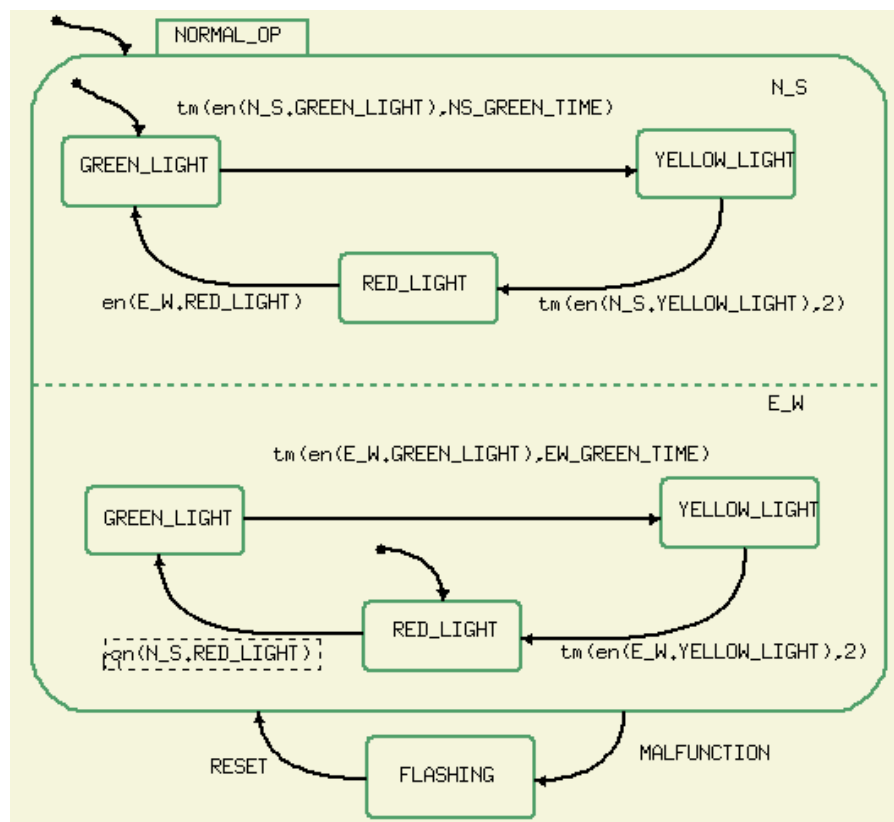 NORMAL_OP
N_S
tm(en(N_S.GREEN_LIGHT),NS_GREEN_TIME)
GREEN_LIGHT
YELLOW_LIGHT
RED_LIGHT
en(E_W.RED_LIGHT)
tm(en(N_S.YELLOW_LIGHT),2)
E_W
tm(en(E_W.GREEN_LIGHT),EW_GREEN_TIME)
GREEN_LIGHT
YELLOW_LIGHT
RED_LIGHT
en(N_S.RED_LIGHT)
tm(en(E_W.YELLOW_LIGHT),2)
RESET
FLASHING
MALFUNCTION